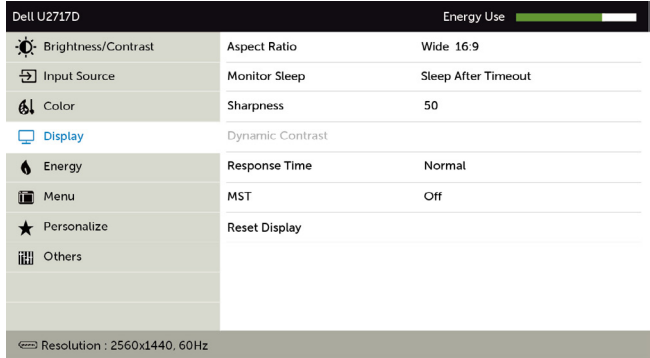 Dell U2717D Energy Use
Brightness/Contrast
Input Source
Color
Display
Energy
Menu
Personalize
Others
Aspect Ratio Wide 16:9
Monitor Sleep Sleep After Timeout
Sharpness 50
Dynamic Contrast
Response Time Normal
MST Off
Reset Display
Resolution : 2560x1440, 60Hz